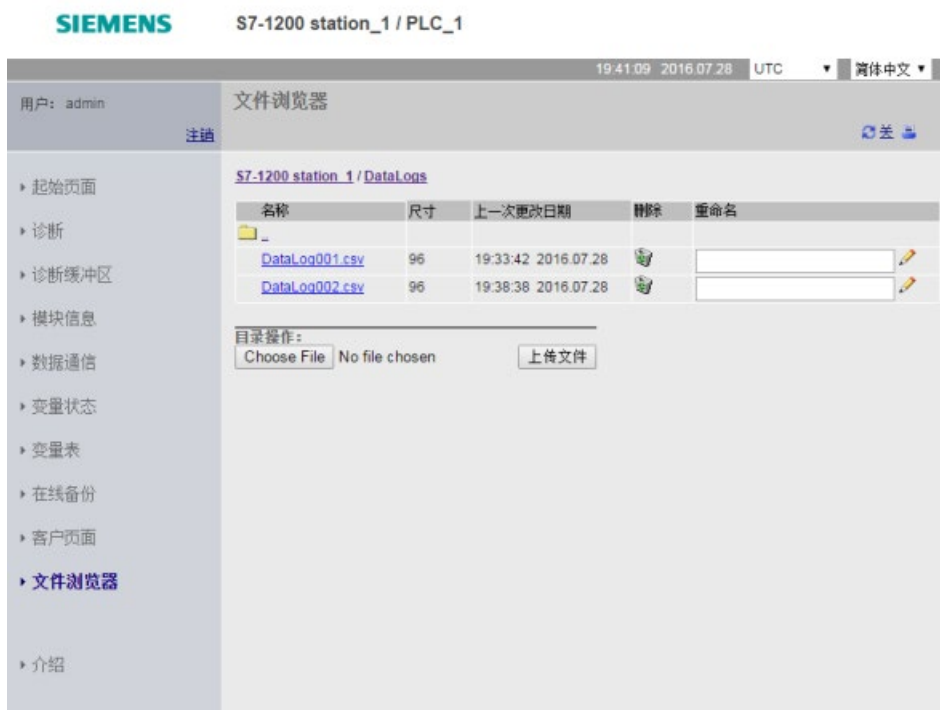 SIEMENS S7-1200 station_1 / PLC_1
19:41:09 2016.07.28 UTC 简体中文
用户: admin
注销
文件浏览器
关
起始页面
诊断
诊断缓冲区
模块信息
数据通信
变量状态
变量表
在线备份
客户页面
文件浏览器
介绍
S7-1200 station_1 / DataLogs
名称 尺寸 上一次更改日期 删除 重命名
..
DataLog001.csv 96 19:33:42 2016.07.28
DataLog002.csv 96 19:38:38 2016.07.28
目录操作:
Choose File No file chosen 上传文件